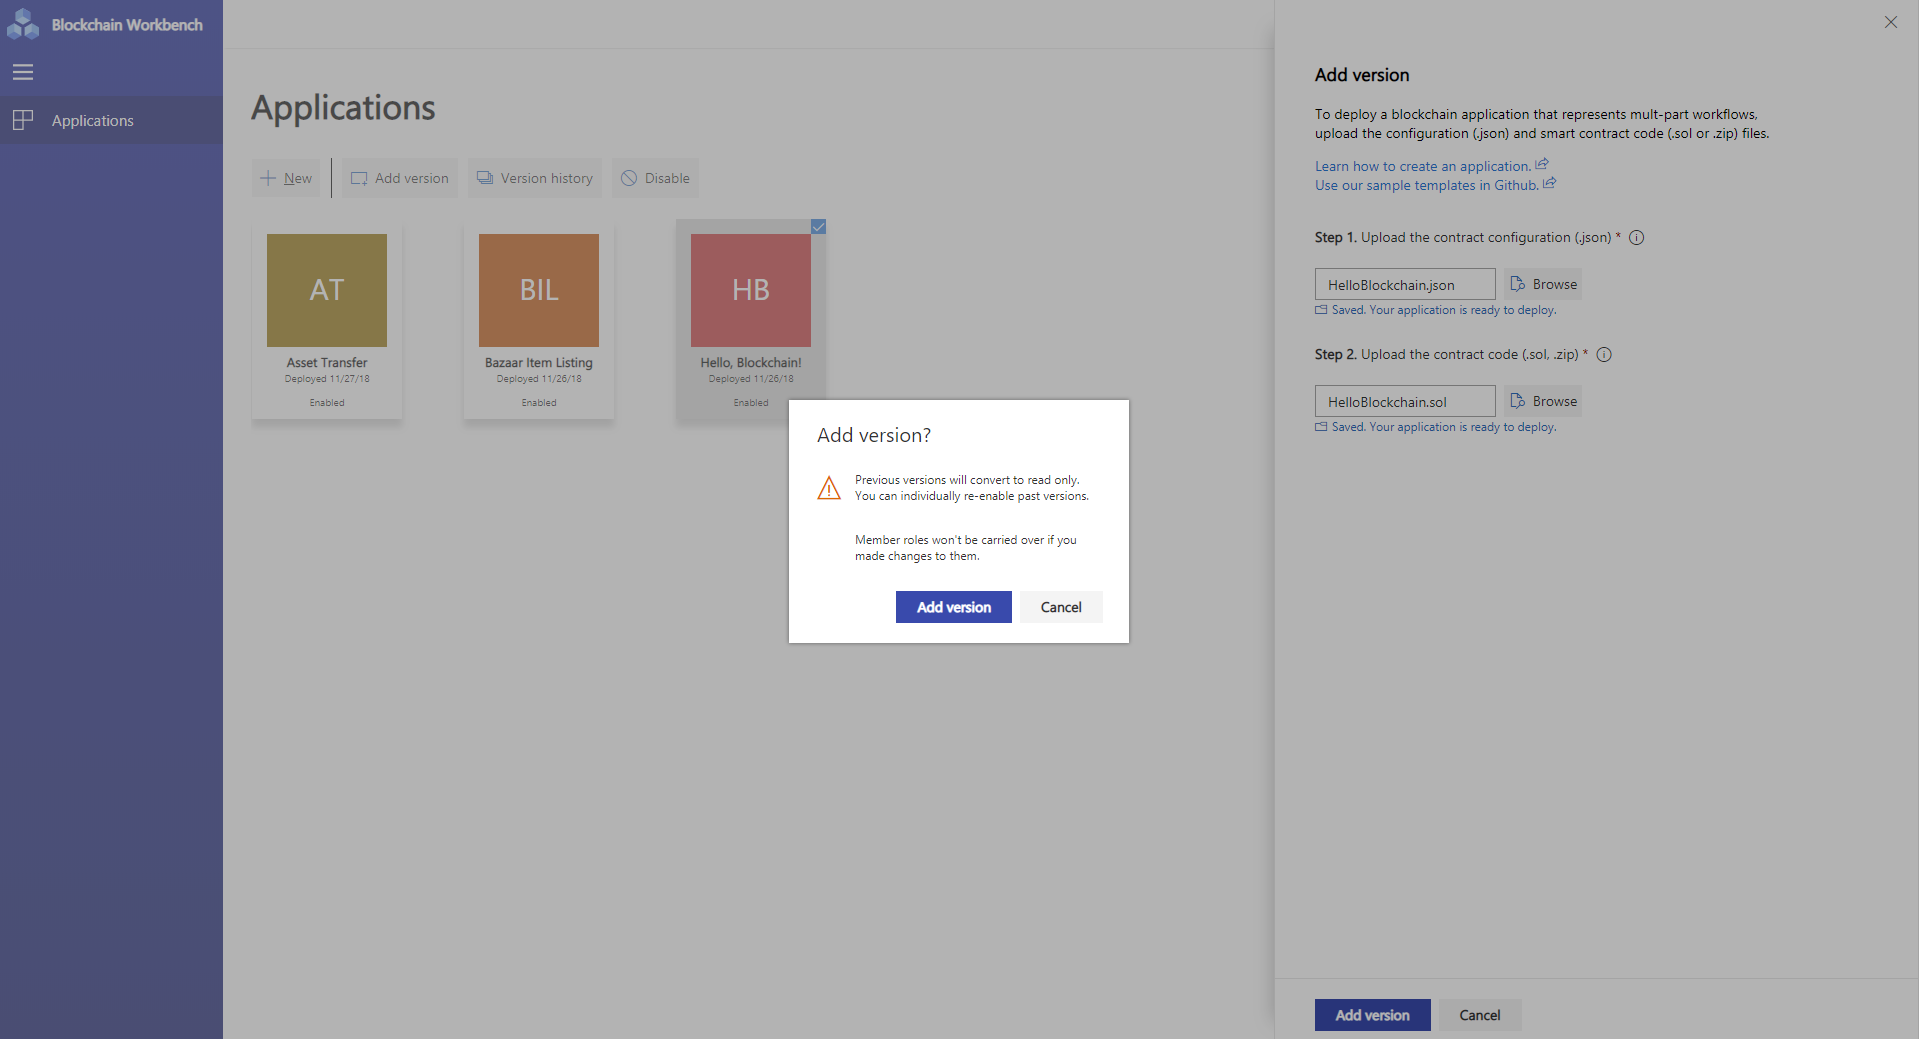 Blockchain Workbench
Applications
Applications
New
Add version
Version history
Disable
AT
Asset Transfer
Deployed 11/27/18
Enabled
BIL
Bazaar Item Listing
Deployed 11/26/18
Enabled
HB
Hello, Blockchain!
Deployed 11/26/18
Enabled
Add version?
Previous versions will convert to read only.
You can individually re-enable past versions.
Member roles won't be carried over if you
made changes to them.
Add version
Cancel
Add version
To deploy a blockchain application that represents mult-part workflows,
upload the configuration (.json) and smart contract code (.sol or .zip) files.
Learn how to create an application.
Use our sample templates in Github.
Step 1. Upload the contract configuration (.json) *
HelloBlockchain.json
Browse
Saved. Your application is ready to deploy.
Step 2. Upload the contract code (.sol, .zip) *
HelloBlockchain.sol
Browse
Saved. Your application is ready to deploy.
Add version
Cancel